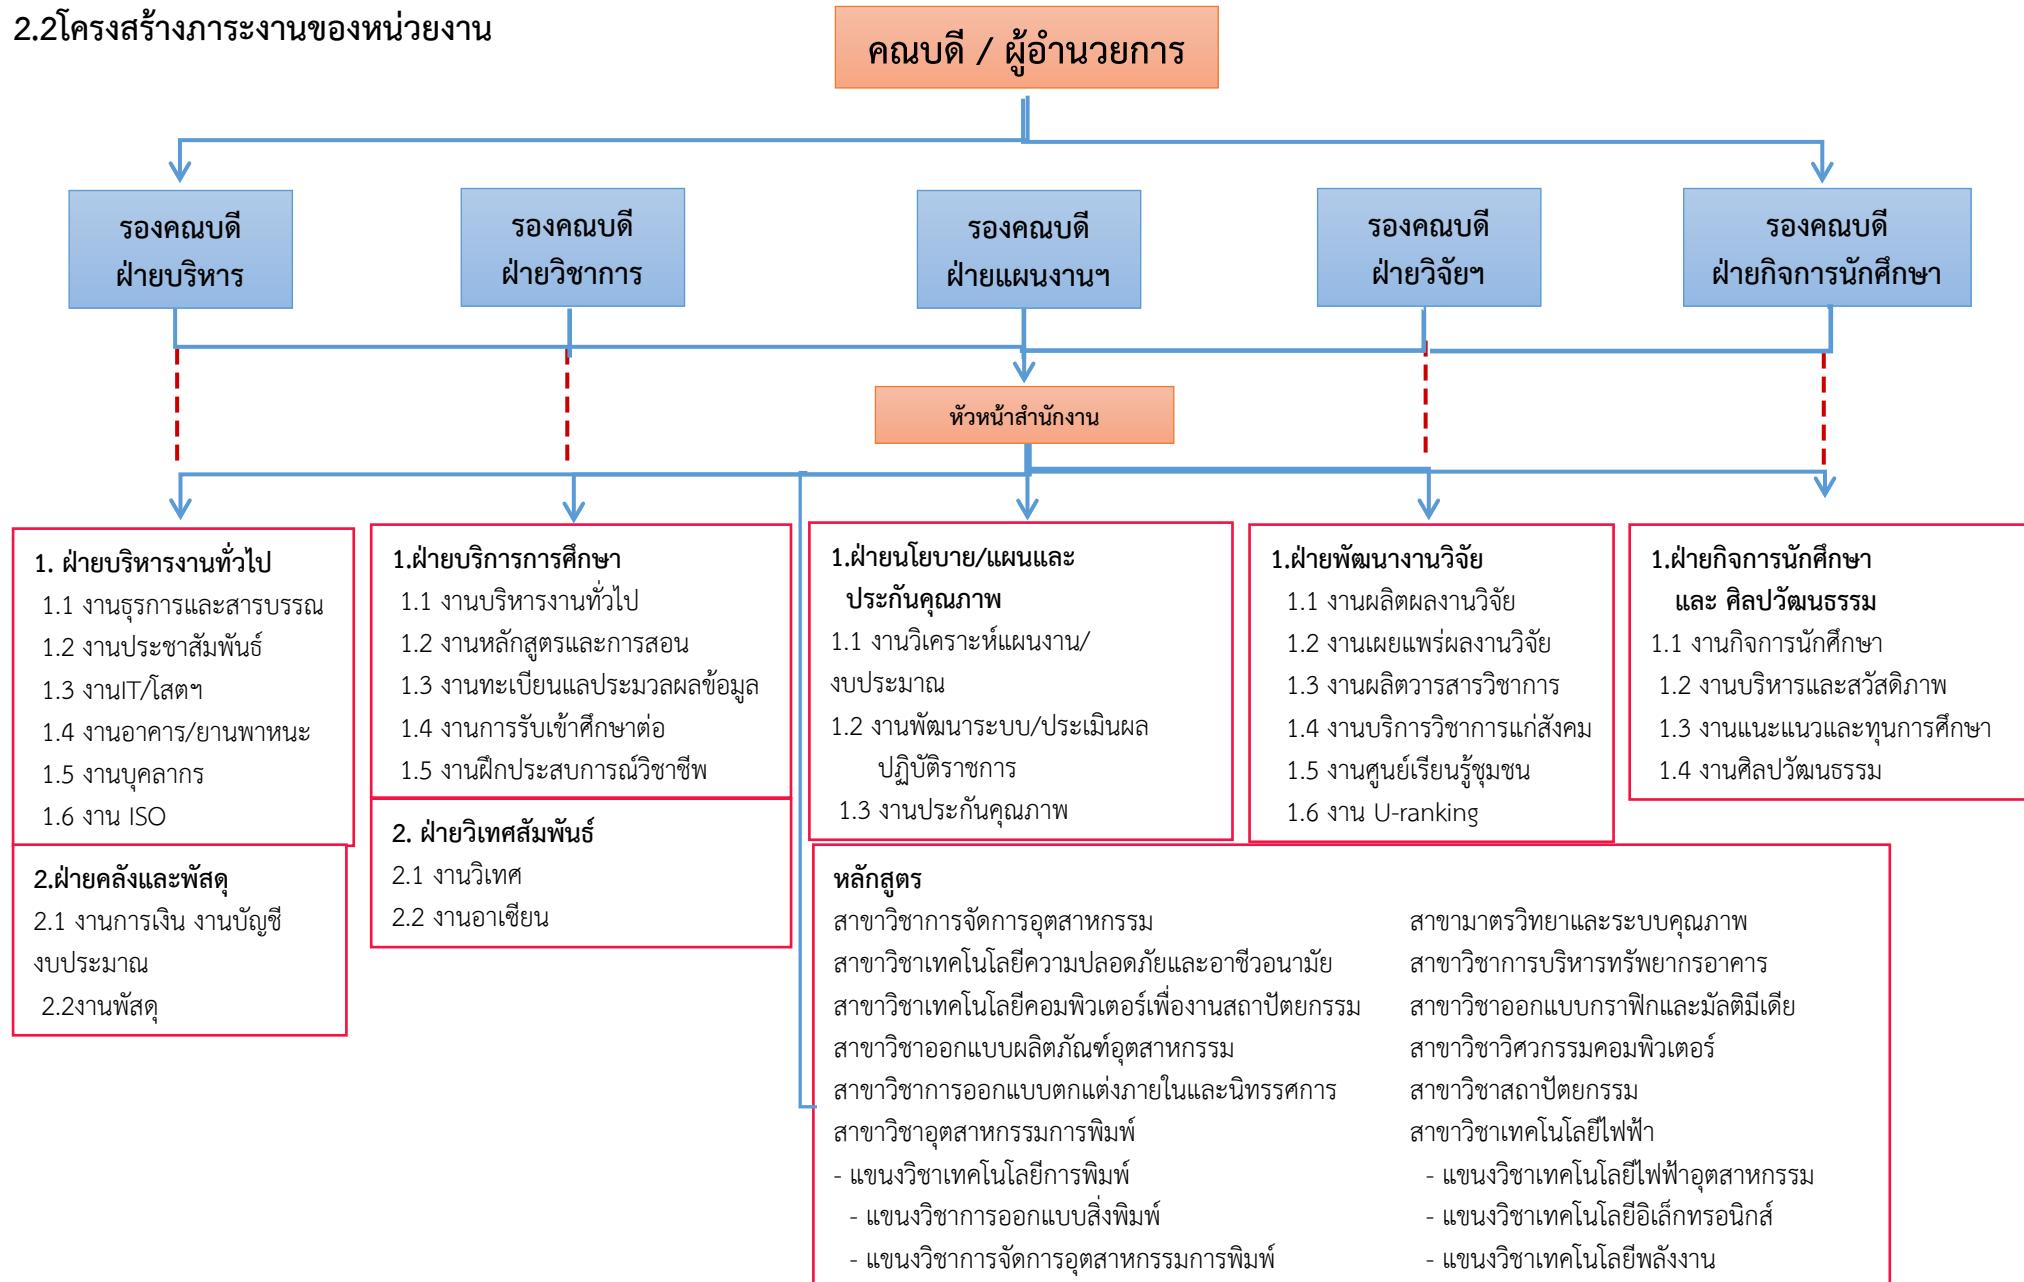 2.2โครงสร้างภาระงานของหน่วยงาน
คณบดี / ผู้อำนวยการ
รองคณบดี
ฝ่ายบริหาร
รองคณบดี
ฝ่ายวิชาการ
รองคณบดี
ฝ่ายแผนงานฯ
รองคณบดี
ฝ่ายวิจัยฯ
รองคณบดี
ฝ่ายกิจการนักศึกษา
หัวหน้าสำนักงาน
1. ฝ่ายบริหารงานทั่วไป
1.1 งานธุรการและสารบรรณ
1.2 งานประชาสัมพันธ์
1.3 งานIT/โสตฯ
1.4 งานอาคาร/ยานพาหนะ
1.5 งานบุคลากร
1.6 งาน ISO
2.ฝ่ายคลังและพัสดุ
2.1 งานการเงิน งานบัญชี
งบประมาณ
2.2งานพัสดุ
1.ฝ่ายบริการการศึกษา
1.1 งานบริหารงานทั่วไป
1.2 งานหลักสูตรและการสอน
1.3 งานทะเบียนแลประมวลผลข้อมูล
1.4 งานการรับเข้าศึกษาต่อ
1.5 งานฝึกประสบการณ์วิชาชีพ
2. ฝ่ายวิเทศสัมพันธ์
2.1 งานวิเทศ
2.2 งานอาเซียน
1.ฝ่ายนโยบาย/แผนและ
ประกันคุณภาพ
1.1 งานวิเคราะห์แผนงาน/
งบประมาณ
1.2 งานพัฒนาระบบ/ประเมินผล
ปฏิบัติราชการ
1.3 งานประกันคุณภาพ
1.ฝ่ายพัฒนางานวิจัย
1.1 งานผลิตผลงานวิจัย
1.2 งานเผยแพร่ผลงานวิจัย
1.3 งานผลิตวารสารวิชาการ
1.4 งานบริการวิชาการแก่สังคม
1.5 งานศูนย์เรียนรู้ชุมชน
1.6 งาน U-ranking
1.ฝ่ายกิจการนักศึกษา
และ ศิลปวัฒนธรรม
1.1 งานกิจการนักศึกษา
1.2 งานบริหารและสวัสดิภาพ
1.3 งานแนะแนวและทุนการศึกษา
1.4 งานศิลปวัฒนธรรม
หลักสูตร
สาขาวิชาการจัดการอุตสาหกรรม
สาขาวิชาเทคโนโลยีความปลอดภัยและอาชีวอนามัย
สาขาวิชาเทคโนโลยีคอมพิวเตอร์เพื่องานสถาปัตยกรรม
สาขาวิชาออกแบบผลิตภัณฑ์อุตสาหกรรม
สาขาวิชาการออกแบบตกแต่งภายในและนิทรรศการ
สาขาวิชาอุตสาหกรรมการพิมพ์
- แขนงวิชาเทคโนโลยีการพิมพ์
- แขนงวิชาการออกแบบสิ่งพิมพ์
- แขนงวิชาการจัดการอุตสาหกรรมการพิมพ์
สาขามาตรวิทยาและระบบคุณภาพ
สาขาวิชาการบริหารทรัพยากรอาคาร
สาขาวิชาออกแบบกราฟิกและมัลติมีเดีย
สาขาวิชาวิศวกรรมคอมพิวเตอร์
สาขาวิชาสถาปัตยกรรม
สาขาวิชาเทคโนโลยีไฟฟ้า
- แขนงวิชาเทคโนโลยีไฟฟ้าอุตสาหกรรม
- แขนงวิชาเทคโนโลยีอิเล็กทรอนิกส์
- แขนงวิชาเทคโนโลยีพลังงาน